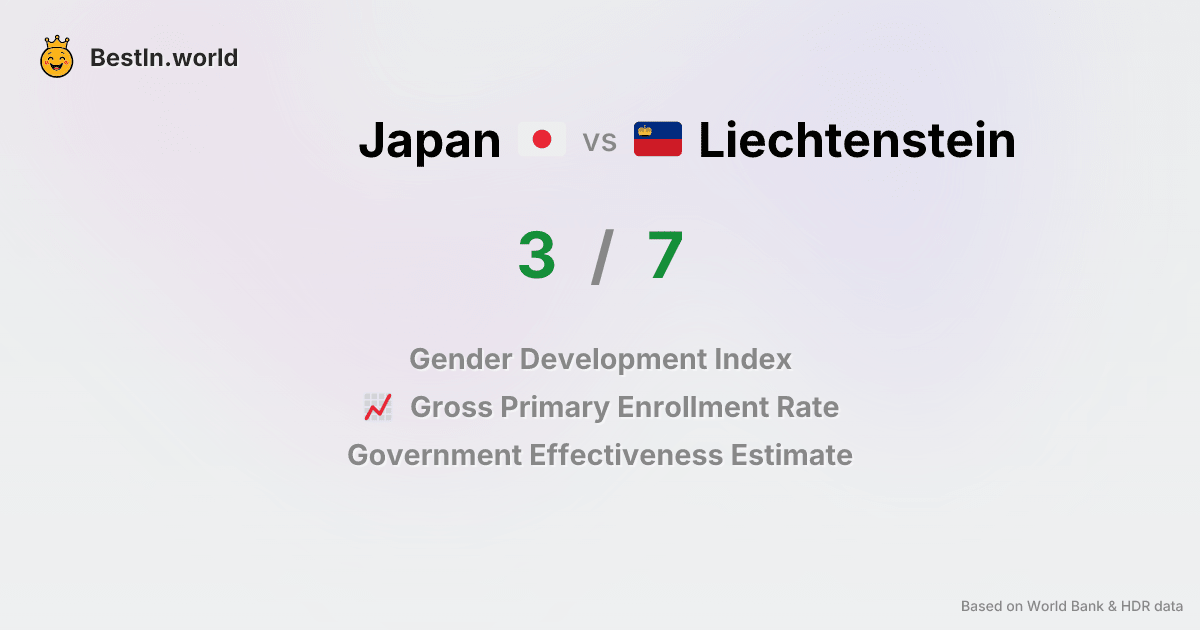 BestIn.world
Japan vs Liechtenstein
3 / 7
Gender Development Index
Gross Primary Enrollment Rate
Government Effectiveness Estimate
Based on World Bank & HDR data